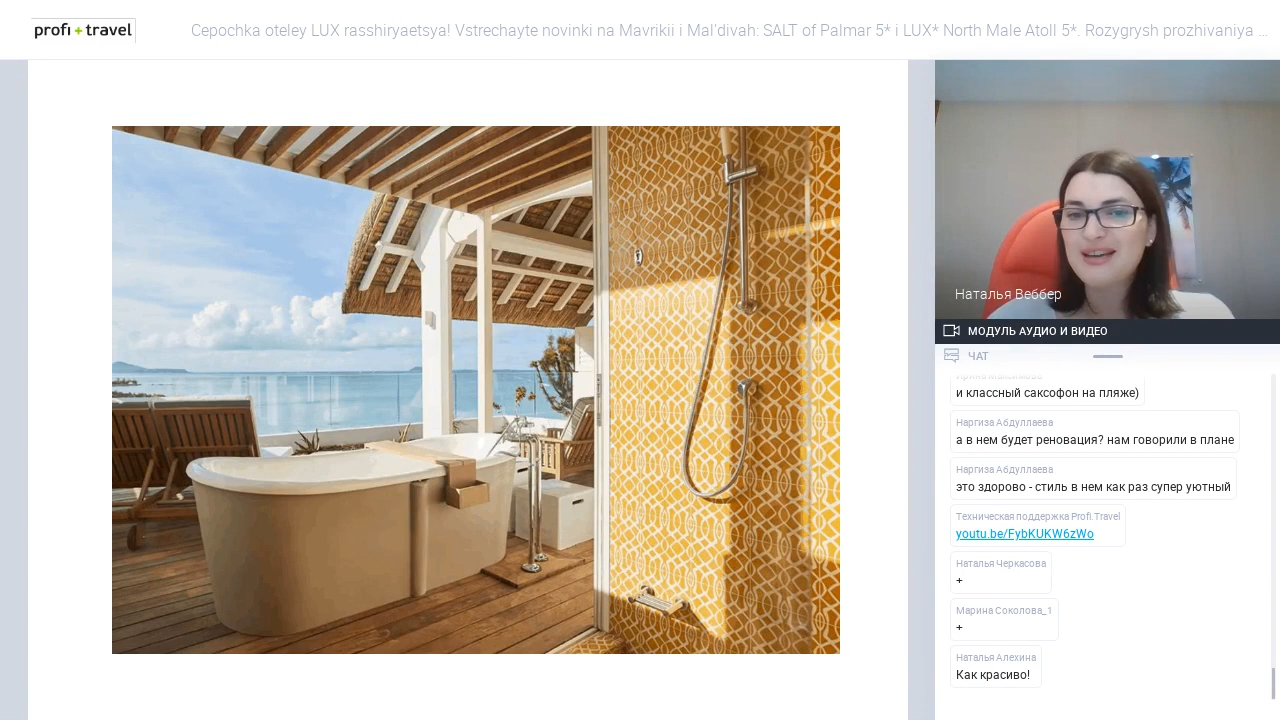 profi + travel
Cepochka oteley LUX rasshiryaetsya! Vstrechayte novinki na Mavrikii i Mal'divah: SALT of Palmar 5* i LUX* North Male Atoll 5*. Rozygrysh prozhivaniya ...
Наталья Веббер
МОДУЛЬ АУДИО И ВИДЕО
ЧАТ
и классный саксофон на пляже)
Наргиза Абдуллаева
а в нем будет реновация? нам говорили в плане
Наргиза Абдуллаева
это здорово - стиль в нем как раз супер уютный
Техническая поддержка Profi.Travel
youtu.be/FybKUKW6zWo
Наталья Черкасова
+
Марина Соколова_1
+
Наталья Алехина
Как красиво!